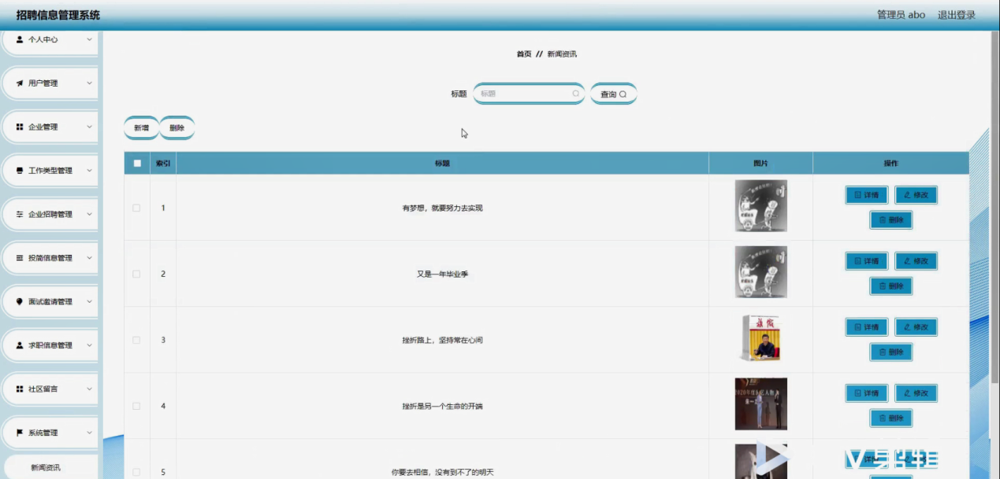 招聘信息管理系统
管理员 abo 退出登录
个人中心
用户管理
企业管理
工作类型管理
企业招聘管理
投简信息管理
面试邀请管理
求职信息管理
社区留言
系统管理
新闻资讯
首页 // 新闻资讯
标题 标题 查询
新增 删除
索引 标题 图片 操作
1 有梦想，就要努力去实现 详情 修改
删除
2 又是一年毕业季 详情 修改
删除
3 挫折路上，坚持常在心间 详情 修改
删除
4 挫折是另一个生命的开端 详情 修改
删除
5 你要去相信，没有到不了的明天 详情